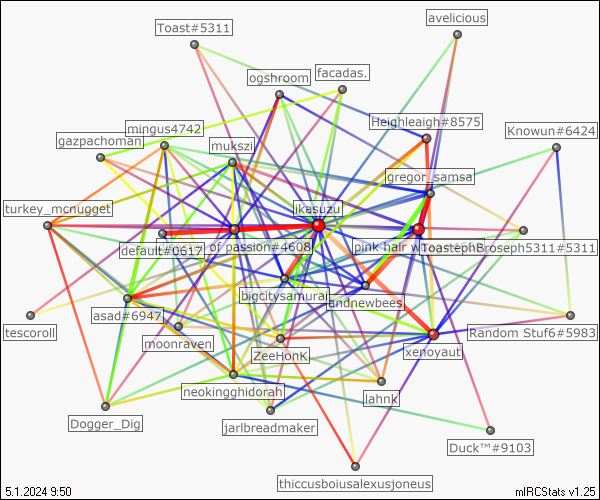 avelicious
Toast#5311
facadas.
ogshroom
Heighleigh#8575
mingus4742
Knowun#6424
gazpachoman
mukszi
gregor_samsa
turkey_mcnugget
ikasuzu
default#0617
of passion#4608
pink hair w
5311#5311
bigcitysamurai
andnewbees
asad#6947
tescoroll
moonraven
Random Stuf6#5983
ZeeHonK
xenoyaut
neokingghidorah
lahnk
Dogger_Dig
jarlbreadmaker
Duck™#9103
thiccusboiusalexusjoneus
5.1.2024 9:50
mIRCStats v1.25